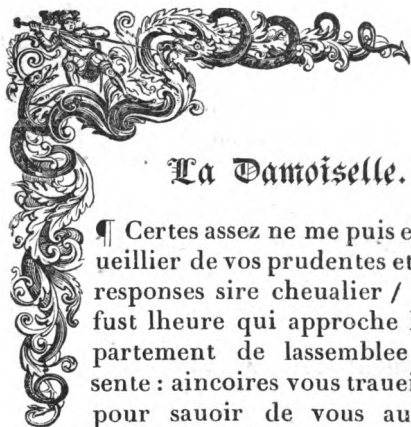 La Damoiselle.
¶ Certes assez ne me puis e
ueillier de vos prudentes et
responses sire cheualier /
fust lheure qui approche
partement de lassemblee
sente : aincoires vous trauei
pour sauoir de vous au